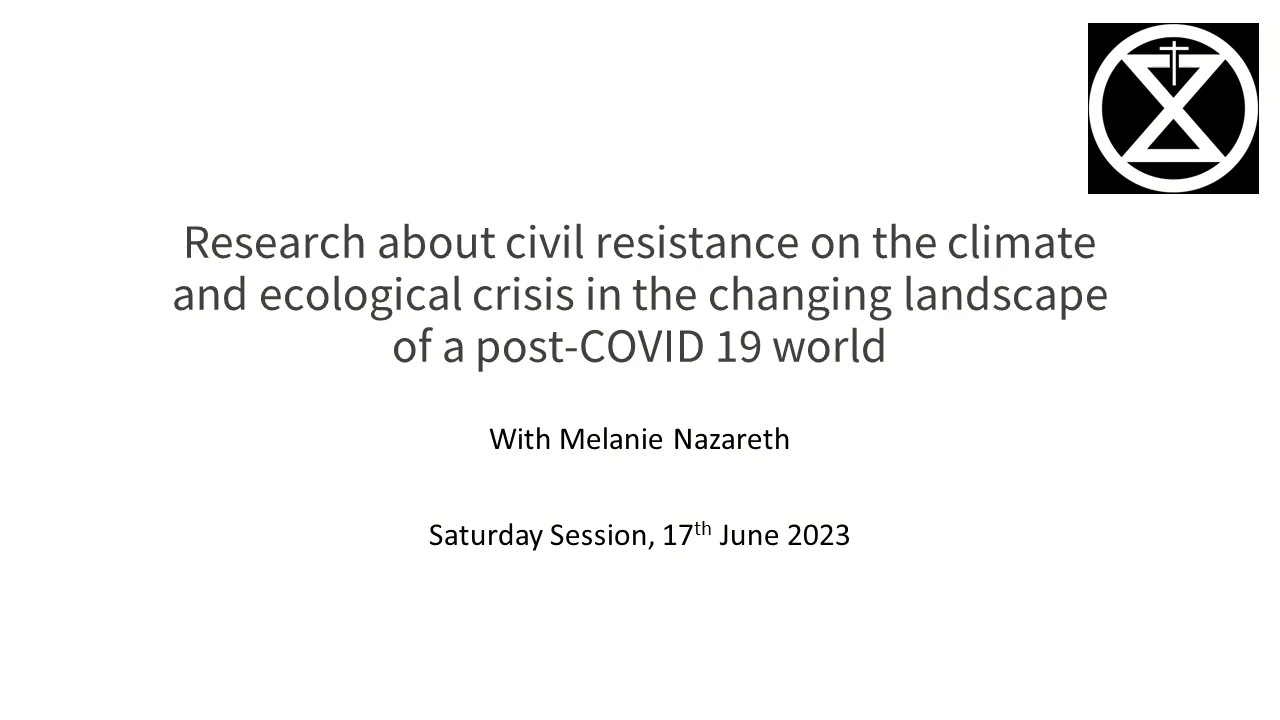 Research about civil resistance on the climate
and ecological crisis in the changing landscape
of a post-COVID 19 world
With Melanie Nazareth
Saturday Session, 17th June 2023